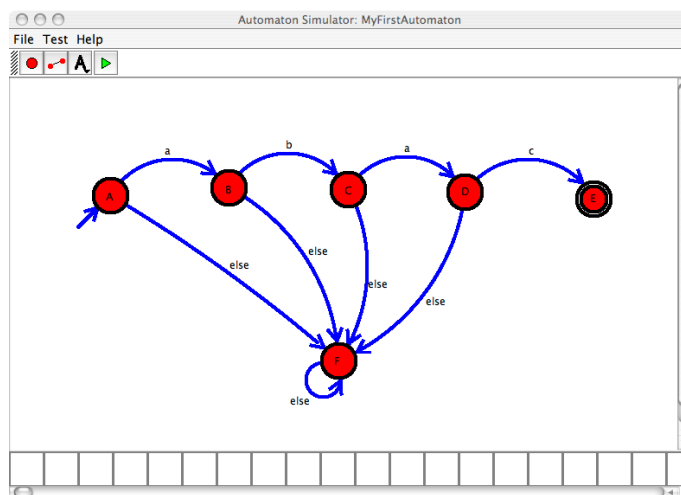 Automaton Simulator: MyFirstAutomaton
File Test Help
A
a b a c
A B C D E
else else else else
F
else